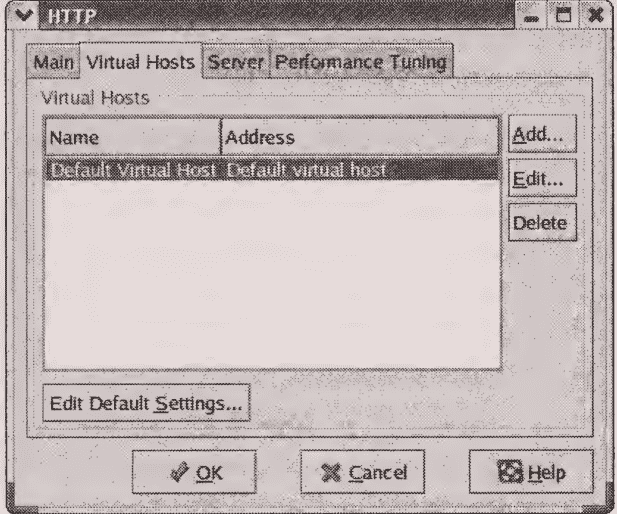 HTTP
Main Virtual Hosts Server Performance Tuning
Virtual Hosts
Name Address
Default Virtual Host Default virtual host
Add...
Edit...
Delete
Edit Default Settings...
OK Cancel Help